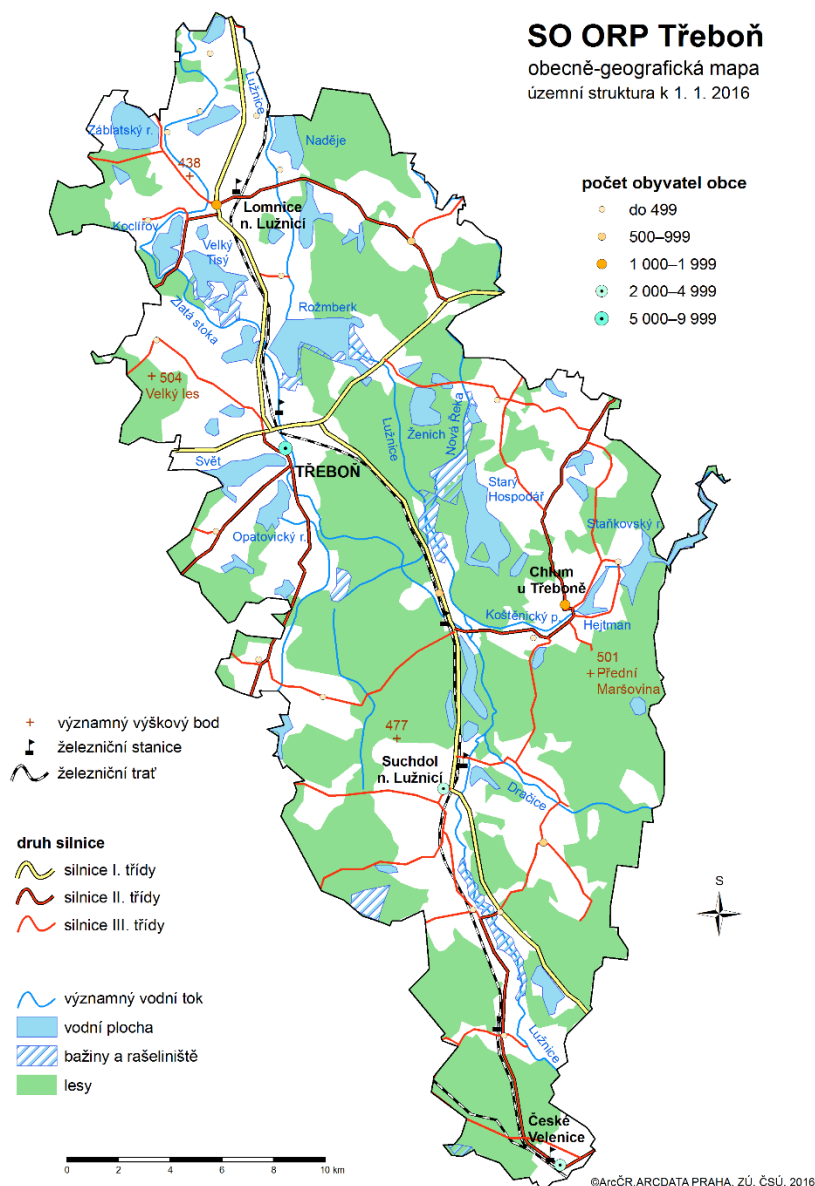 SO ORP Třeboň
obecně-geografická mapa
územní struktura k 1. 1. 2016
počet obyvatel obce
do 499
500–999
1 000–1 999
2 000–4 999
5 000–9 999
Lužnice
Záblatský r.
Naděje
438
Lomnice
n. Lužnicí
Koclířov
Velký
Tisý
Zlatá stoka
Rožmberk
504
Velký les
Lužnice
Ženich
Nová Řeka
Svět
TŘEBOŇ
Starý
Hospodář
Opatovický r.
Staňkovský r.
Chlum
u Třeboně
Koštěnický p.
Hejtman
501
Přední
Maršovina
477
Suchdol
n. Lužnicí
Dračice
Lužnice
České
Velenice
významný výškový bod
železniční stanice
železniční trať
druh silnice
silnice I. třídy
silnice II. třídy
silnice III. třídy
S
významný vodní tok
vodní plocha
bažiny a rašeliniště
lesy
0 2 4 6 8 10 km
©ArcČR,ARCDATA PRAHA, ZÚ, ČSÚ, 2016